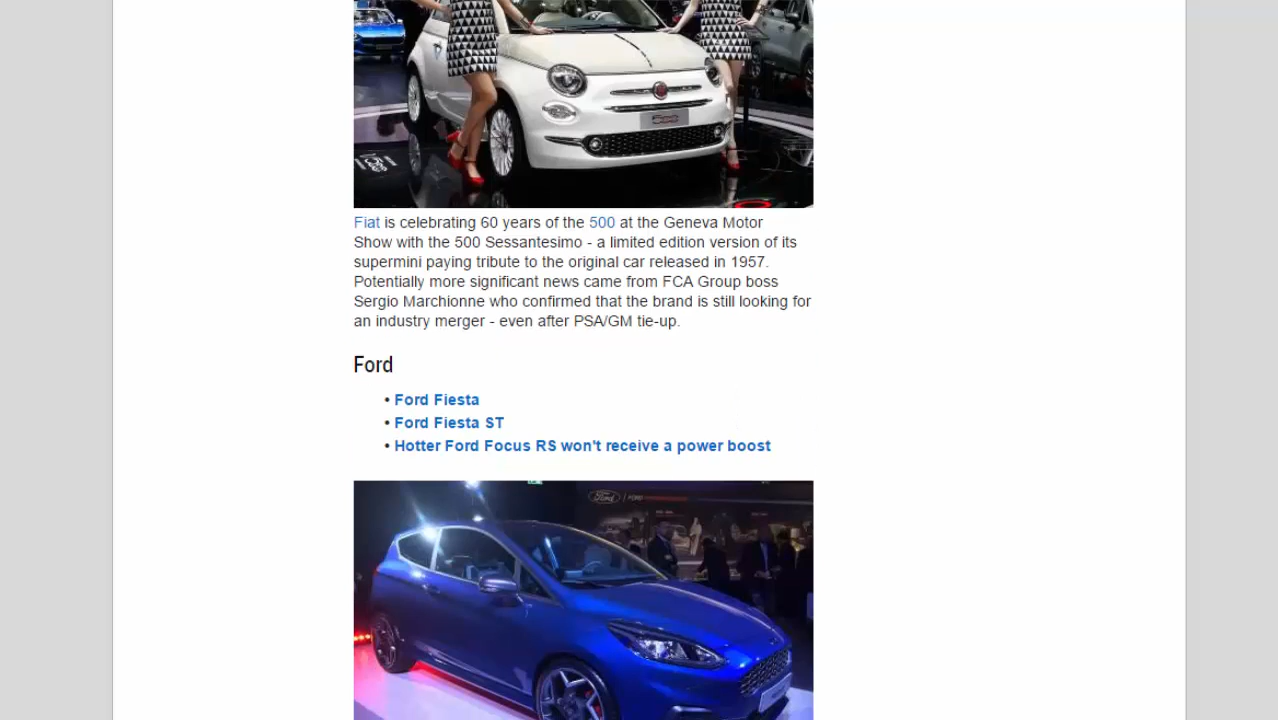 500
Fiat is celebrating 60 years of the 500 at the Geneva Motor
Show with the 500 Sessantesimo - a limited edition version of its
supermini paying tribute to the original car released in 1957.
Potentially more significant news came from FCA Group boss
Sergio Marchionne who confirmed that the brand is still looking for
an industry merger - even after PSA/GM tie-up.
Ford
• Ford Fiesta
• Ford Fiesta ST
• Hotter Ford Focus RS won't receive a power boost
Ford